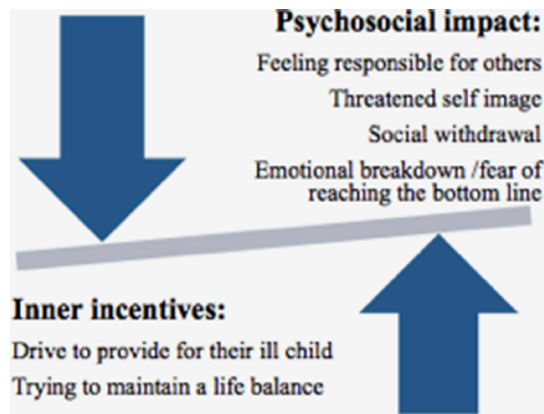 Psychosocial impact:
Feeling responsible for others
Threatened self image
Social withdrawal
Emotional breakdown /fear of
reaching the bottom line
Inner incentives:
Drive to provide for their ill child
Trying to maintain a life balance